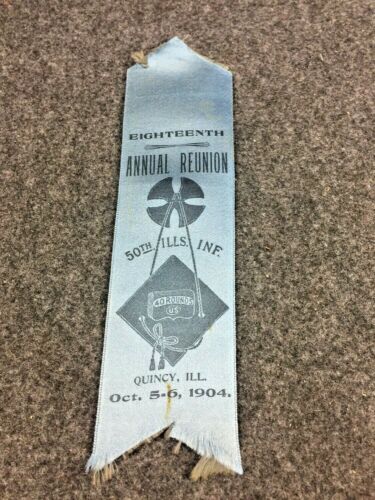 EIGHTEENTH
ANNUAL REUNION
50TH ILLS. INF.
40 ROUNDS
US
QUINCY, ILL.
Oct. 5-6, 1904.